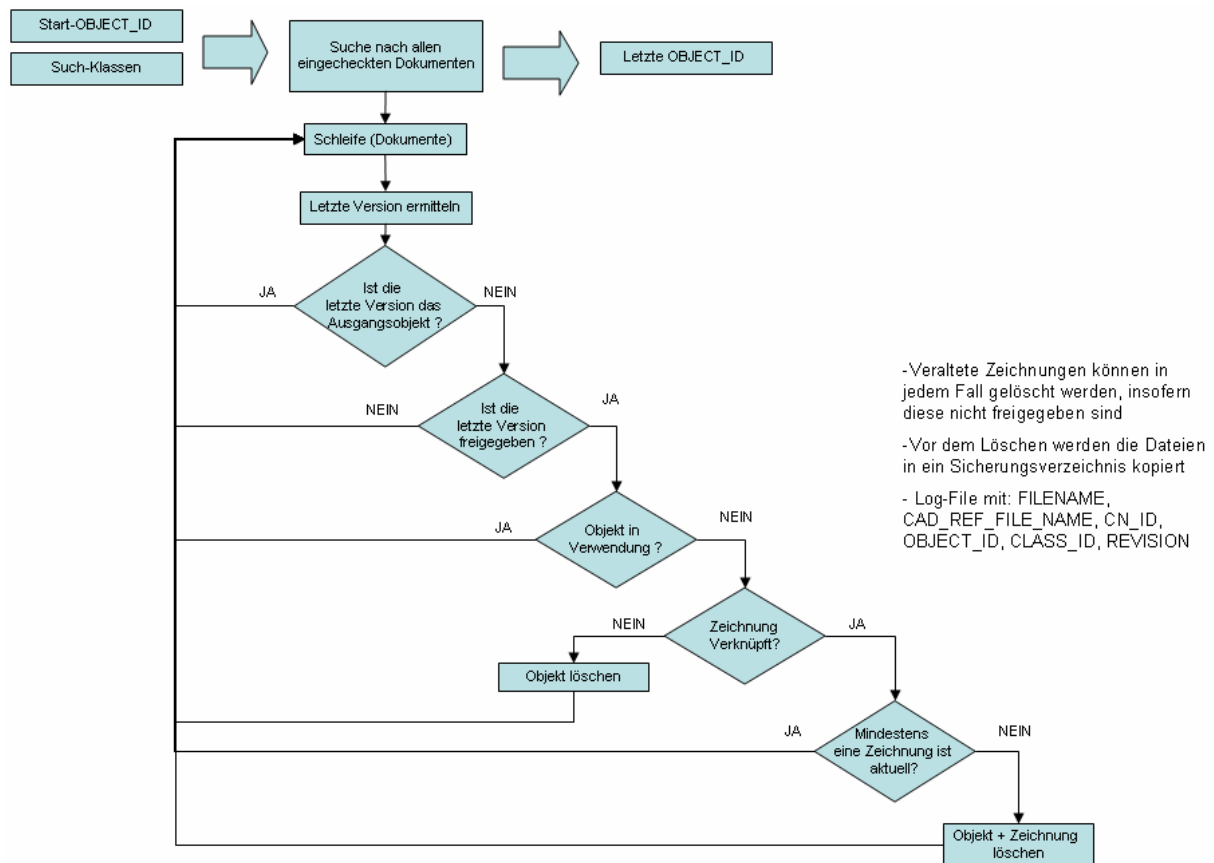 Start-OBJECT_ID
Such-Klassen
Suche nach allen
eingecheckten Dokumenten
Letzte OBJECT_ID
Schleife (Dokumente)
Letzte Version ermitteln
JA
Ist die
letzte Version das
Ausgangsobjekt ?
NEIN
NEIN
Ist die
letzte Version
freigegeben ?
JA
JA
Objekt in
Verwendung ?
NEIN
NEIN
Zeichnung
Verknüpft?
JA
Objekt löschen
JA
Mindestens
eine Zeichnung ist
aktuell?
NEIN
Objekt + Zeichnung
löschen
-Veraltete Zeichnungen können in
jedem Fall gelöscht werden, insofern
diese nicht freigegeben sind
-Vor dem Löschen werden die Dateien
in ein Sicherungsverzeichnis kopiert
- Log-File mit: FILENAME,
CAD_REF_FILE_NAME, CN_ID,
OBJECT_ID, CLASS_ID, REVISION